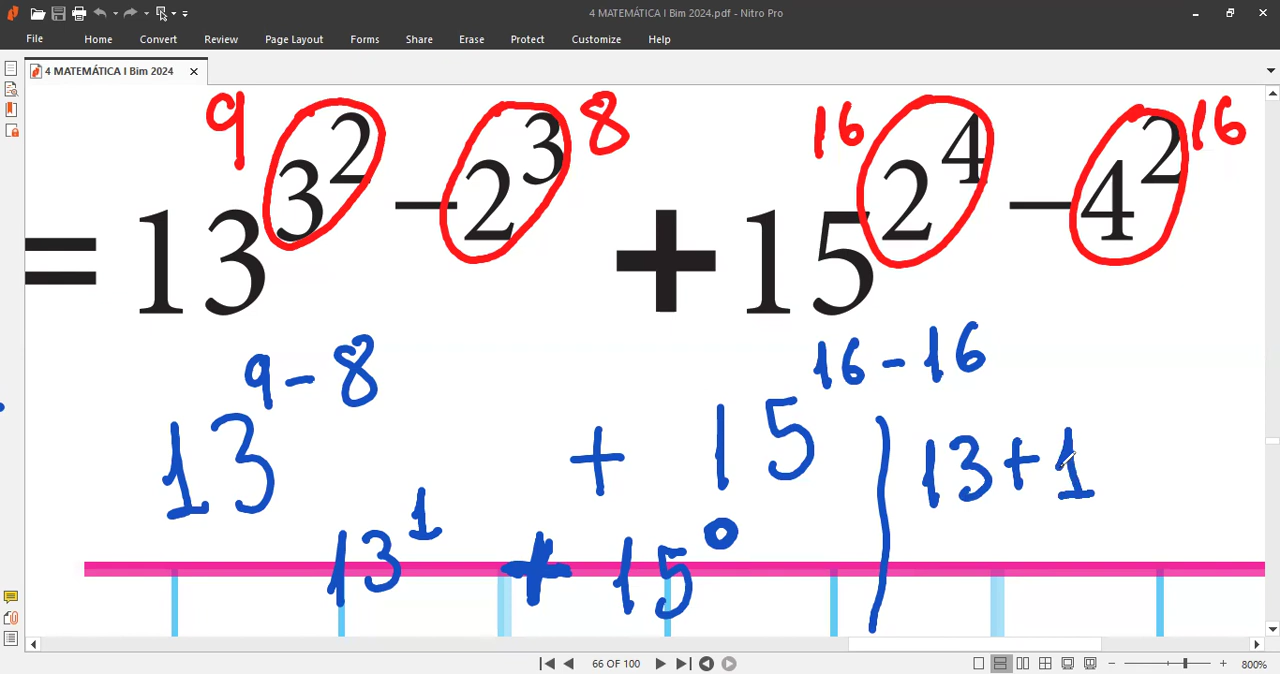 4 MATEMÁTICA I Bim 2024.pdf - Nitro Pro
File Home Convert Review Page Layout Forms Share Erase Protect Customize Help
4 MATEMÁTICA I Bim 2024
9 8 16 16
= 13^{3^2 - 2^3} + 15^{2^4 - 4^2}
13^{9-8} + 15^{16-16} | 13+1
13^1 + 15^0
66 OF 100
800%